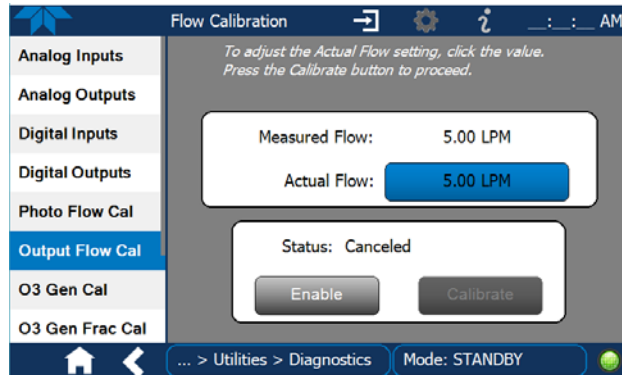 Flow Calibration
__:__:__ AM
Analog Inputs
Analog Outputs
Digital Inputs
Digital Outputs
Photo Flow Cal
Output Flow Cal
O3 Gen Cal
O3 Gen Frac Cal
To adjust the Actual Flow setting, click the value.
Press the Calibrate button to proceed.
Measured Flow: 5.00 LPM
Actual Flow: 5.00 LPM
Status: Canceled
Enable Calibrate
... > Utilities > Diagnostics Mode: STANDBY